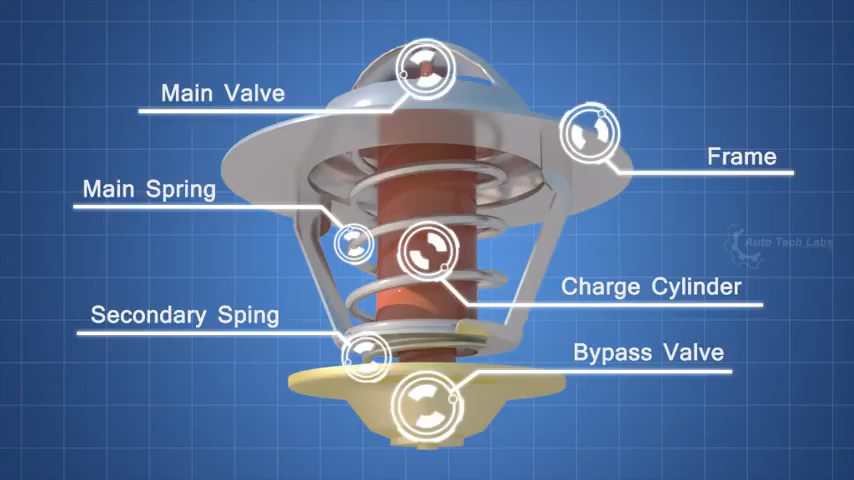 Main Valve
Frame
Main Spring
Auto Tech Labs
Charge Cylinder
Secondary Sping
Bypass Valve